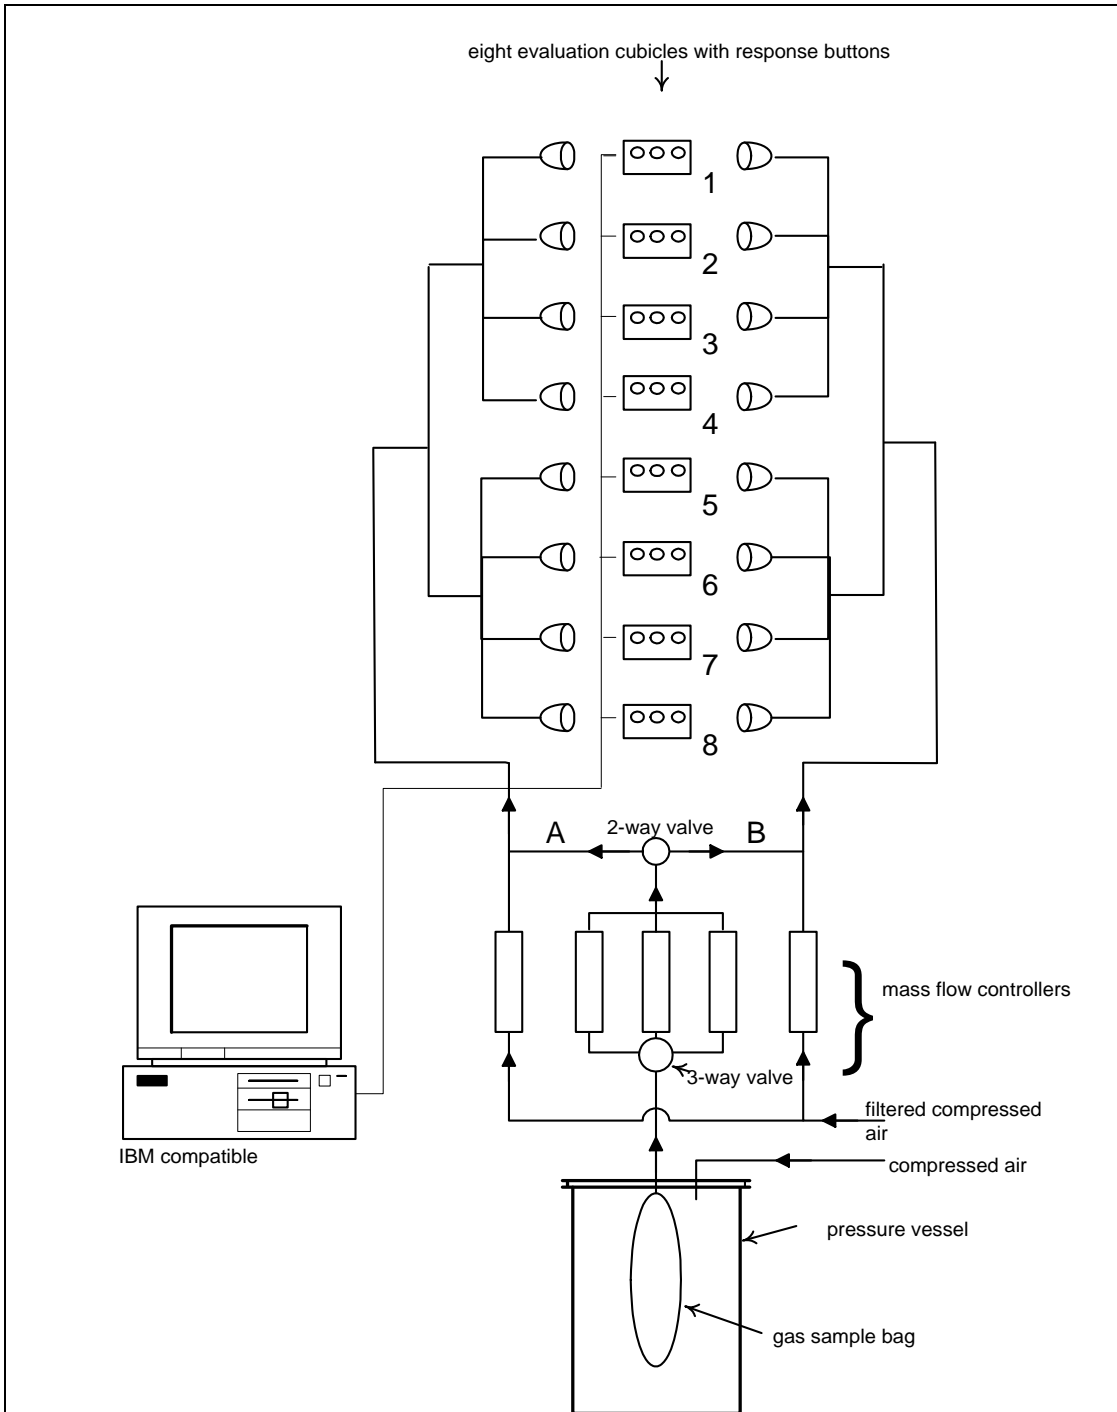 eight evaluation cubicles with response buttons
1
2
3
4
5
6
7
8
A
2-way valve
B
mass flow controllers
3-way valve
filtered compressed
air
compressed air
IBM compatible
pressure vessel
gas sample bag